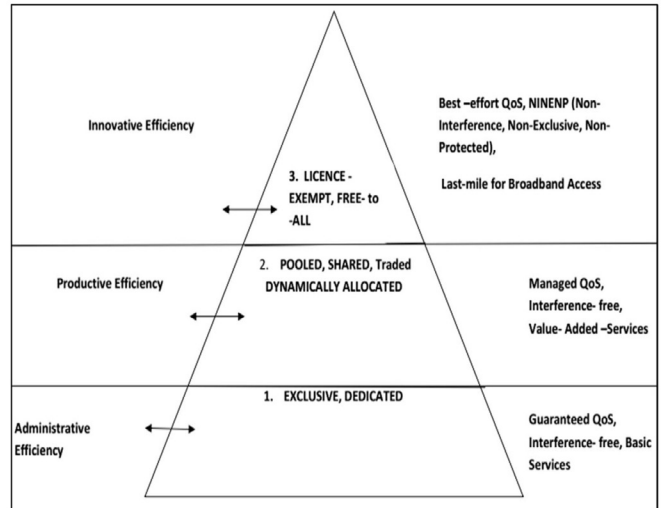 Innovative Efficiency
3. LICENCE -
EXEMPT, FREE- to
-ALL
Best –effort QoS, NINENP (Non-
Interference, Non-Exclusive, Non-
Protected),
Last-mile for Broadband Access
Productive Efficiency
2. POOLED, SHARED, Traded
DYNAMICALLY ALLOCATED
Managed QoS,
Interference- free,
Value- Added –Services
Administrative
Efficiency
1. EXCLUSIVE, DEDICATED
Guaranteed QoS,
Interference- free, Basic
Services